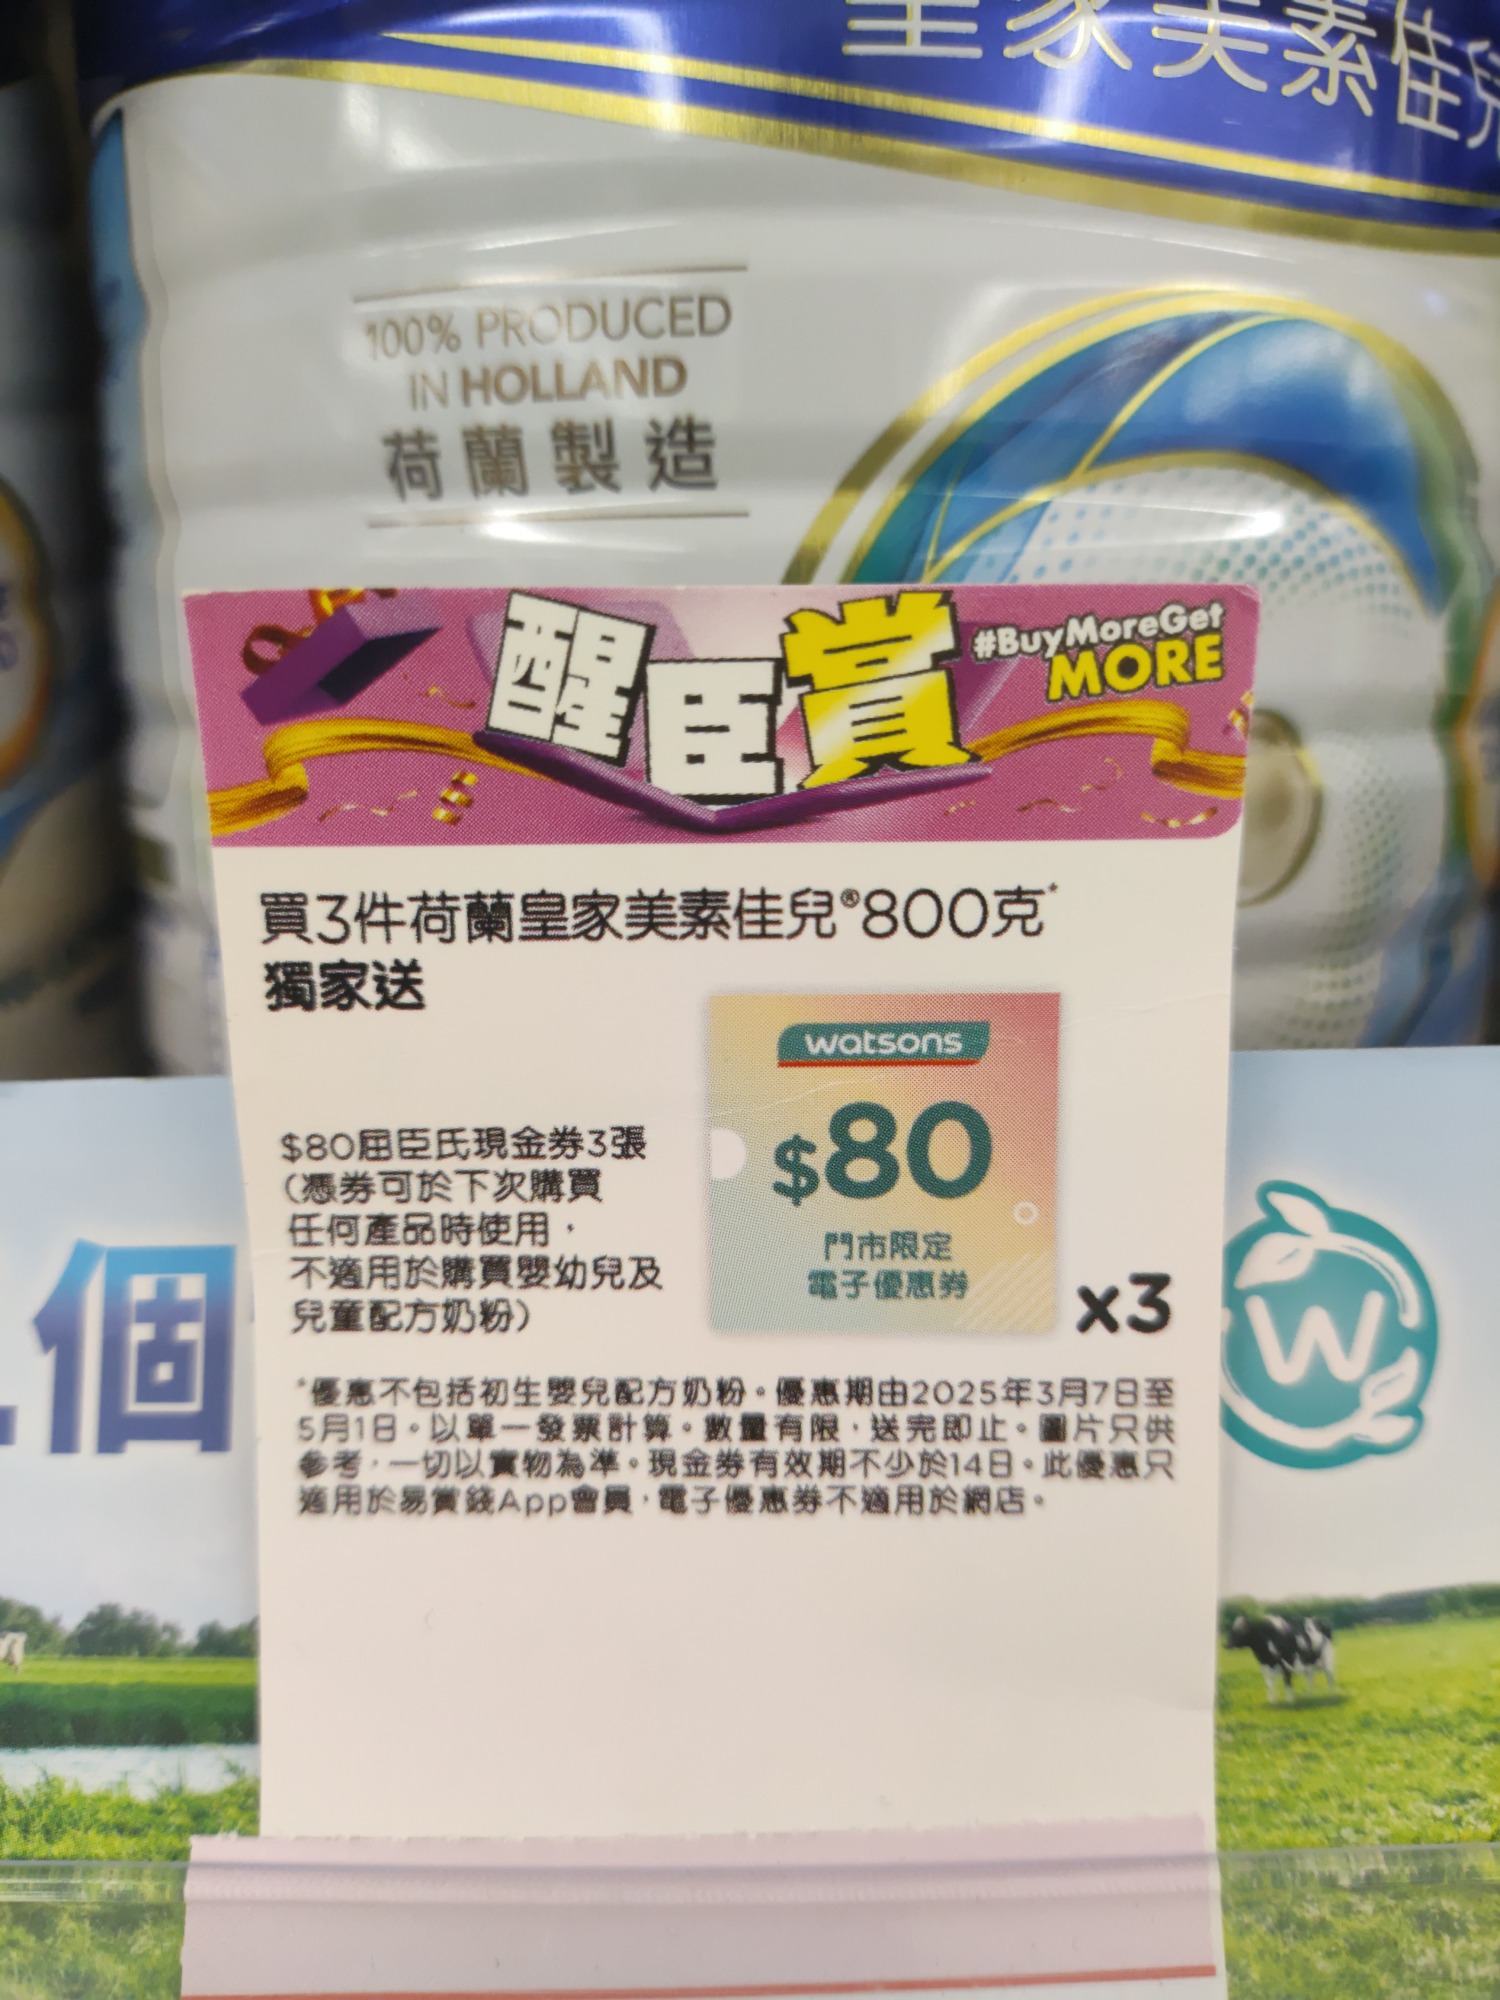 皇家美素佳兒
100% PRODUCED
IN HOLLAND
荷蘭製造
醒臣賞
#BuyMoreGet
MORE
買3件荷蘭皇家美素佳兒®800克*
獨家送
watsons
$80
門市限定
電子優惠券
x3
$80屈臣氏現金券3張
(憑券可於下次購買
任何產品時使用，
不適用於購買嬰幼兒及
兒童配方奶粉)
*優惠不包括初生嬰兒配方奶粉。優惠期由2025年3月7日至
5月1日。以單一發票計算。數量有限，送完即止。圖片只供
參考，一切以實物為準。現金券有效期不少於14日。此優惠只
適用於易賞錢App會員，電子優惠券不適用於網店。
個
W